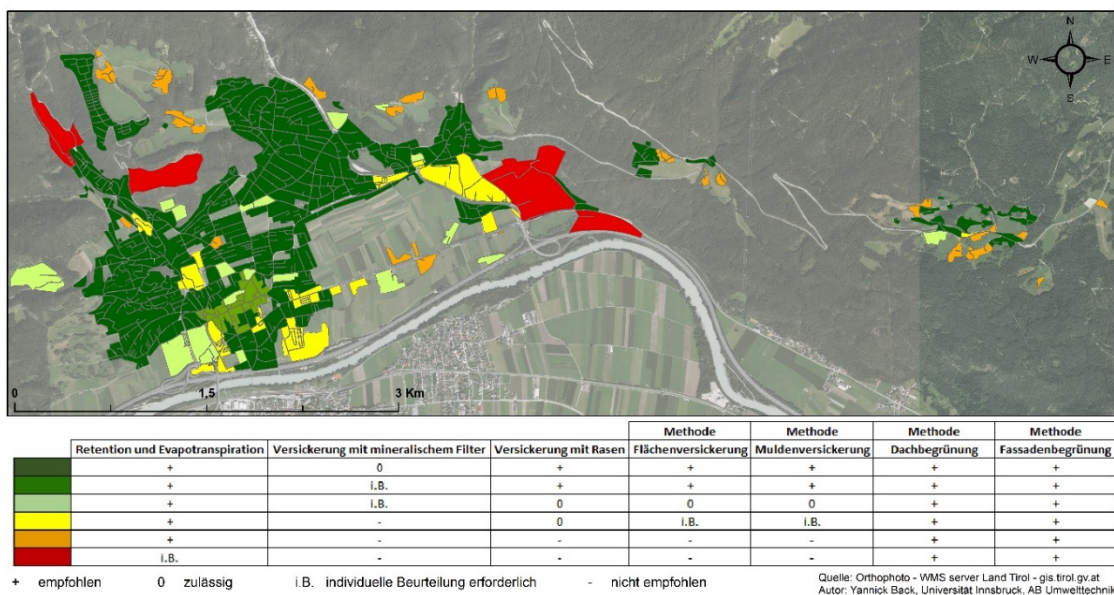 N
W E
S
0 1,5 3 Km
Methode Methode Methode Methode
Retention und Evapotranspiration Versickerung mit mineralischem Filter Versickerung mit Rasen Flächenversickerung Muldenversickerung Dachbegrünung Fassadenbegrünung
+ 0 + + + + +
+ i.B. + + + + +
+ i.B. 0 0 0 + +
+ - 0 i.B. i.B. + +
+ - - - - + +
i.B. - - - - + +
+ empfohlen 0 zulässig i.B. individuelle Beurteilung erforderlich - nicht empfohlen
Quelle: Orthophoto - WMS server Land Tirol - gis.tirol.gv.at
Autor: Yannick Back, Universität Innsbruck, AB Umwelttechnik